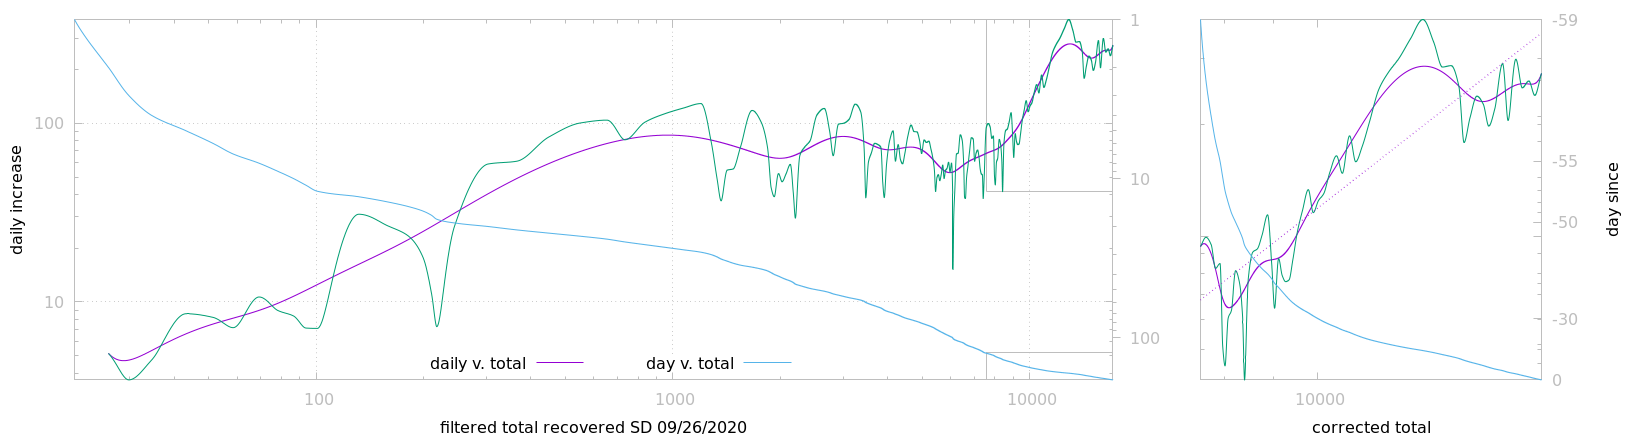 daily increase
100
10
1
10
100
daily v. total
day v. total
100
1000
10000
filtered total recovered SD 09/26/2020
-59
-55
-50
-30
0
day since
10000
corrected total